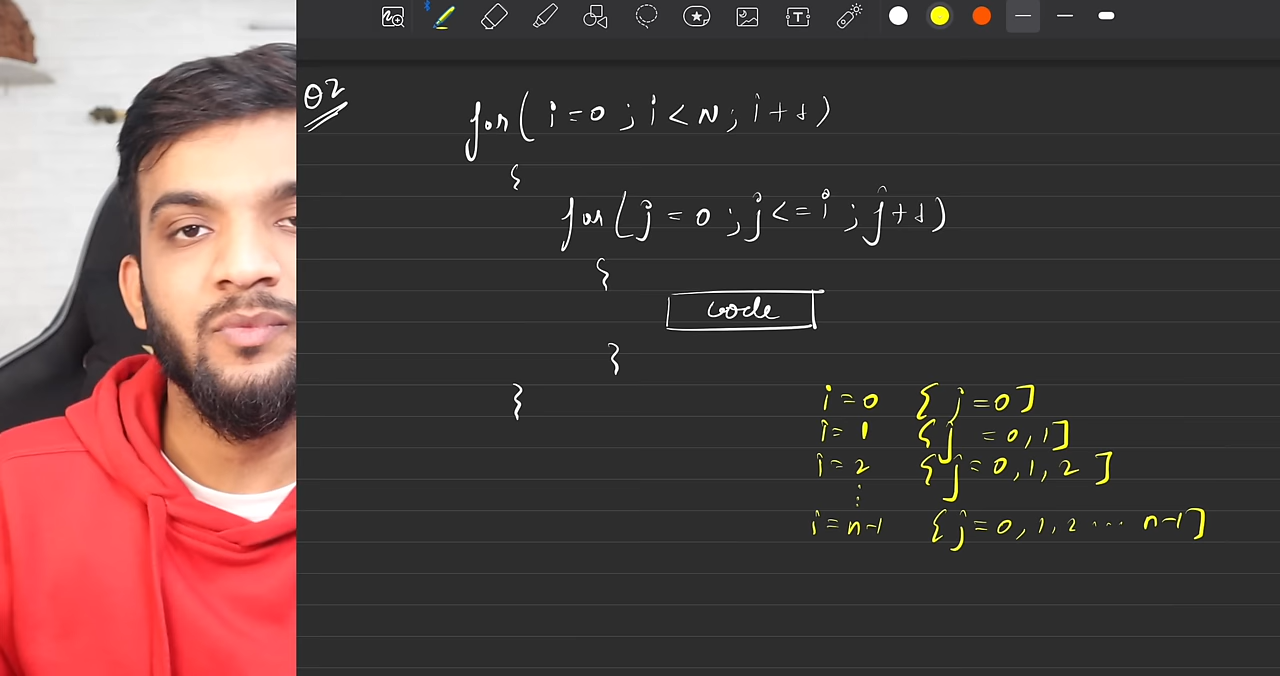 Q2
for( i=0 ; i<N; i++)
{
for( j=0 ; j<=i ; j++)
{
code
}
}
i=0 { j=0]
i=1 { j =0,1]
i=2 { j=0,1,2 ]
⋮
i=n-1 { j=0,1,2 ... n-1]